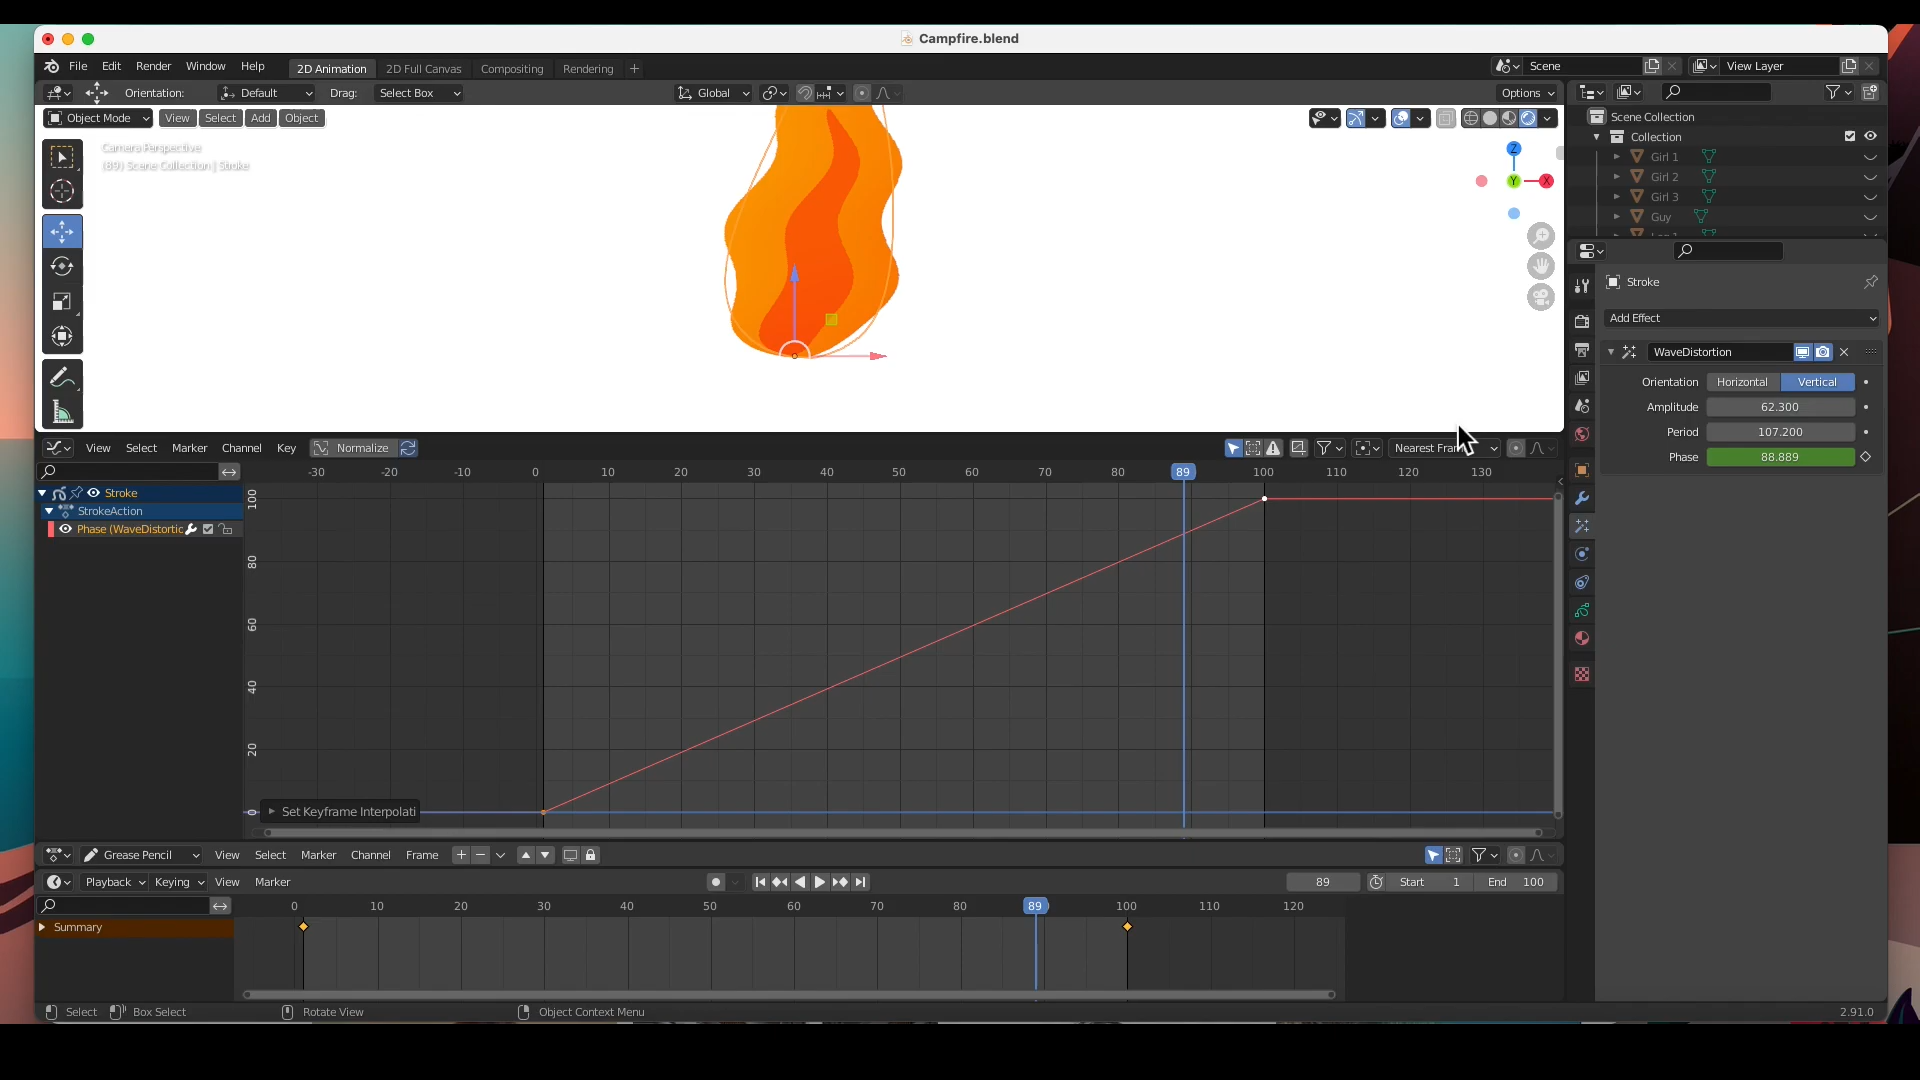 Campfire.blend
File Edit Render Window Help 2D Animation 2D Full Canvas Compositing Rendering + Scene View Layer
Orientation: Default Drag: Select Box Global Options
Object Mode View Select Add Object
Camera Perspective
(89) Scene Collection | Stroke
Z
Y
X
Scene Collection
Collection
Girl 1
Girl 2
Girl 3
Guy
Stroke
Add Effect
WaveDistortion
Orientation Horizontal Vertical
Amplitude 62.300
Period 107.200
Phase 88.889
View Select Marker Channel Key Normalize Nearest Fram
-30 -20 -10 0 10 20 30 40 50 60 70 80 89 100 110 120 130
Stroke
StrokeAction
Phase (WaveDistortic
100
80
60
40
20
0
Set Keyframe Interpolati
Grease Pencil View Select Marker Channel Frame
Playback Keying View Marker 89 Start 1 End 100
0 10 20 30 40 50 60 70 80 89 100 110 120
Summary
Select Box Select Rotate View Object Context Menu 2.91.0